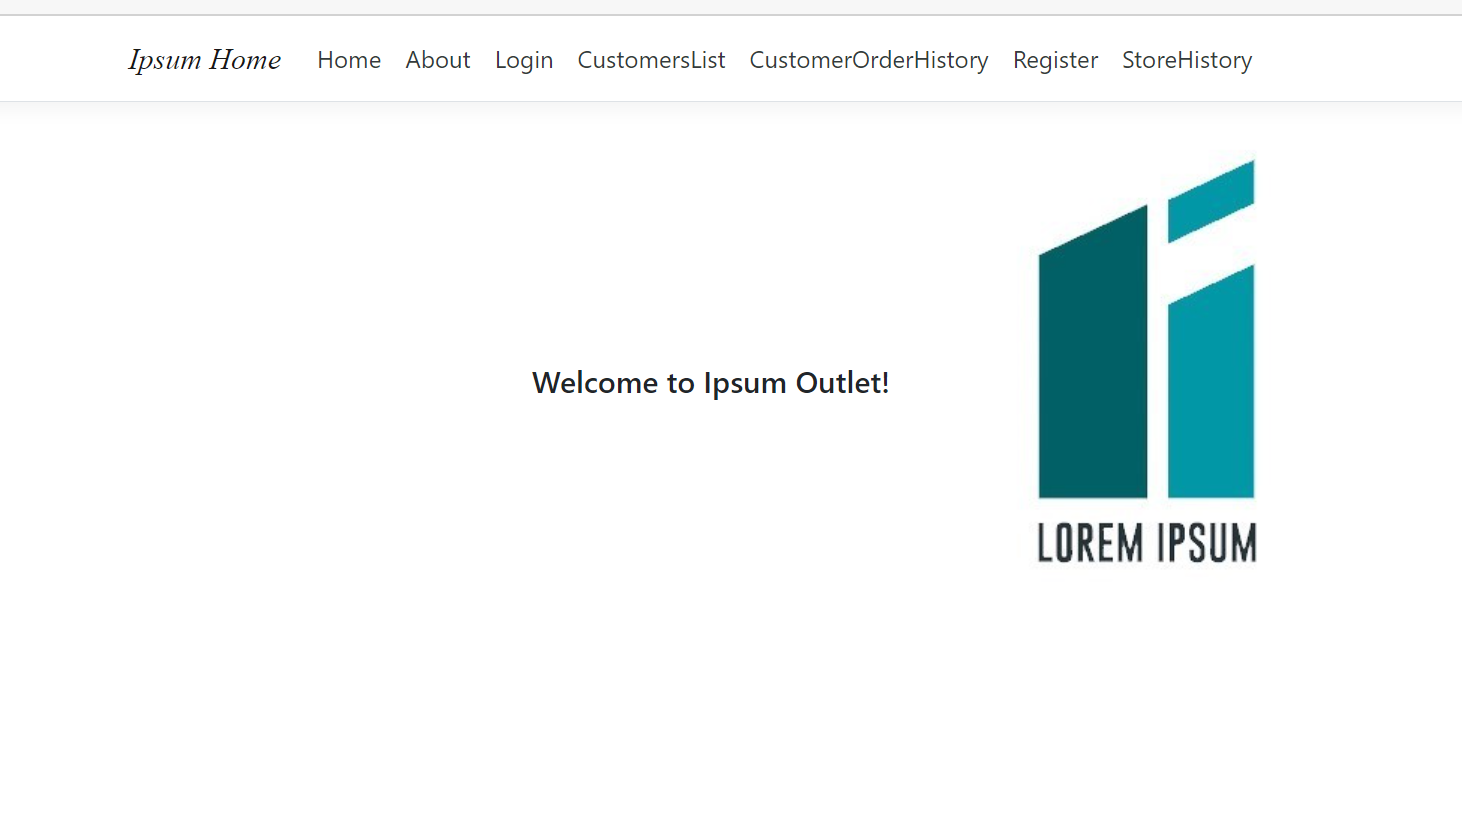 Ipsum Home Home About Login CustomersList CustomerOrderHistory Register StoreHistory
Welcome to Ipsum Outlet!
LOREM IPSUM